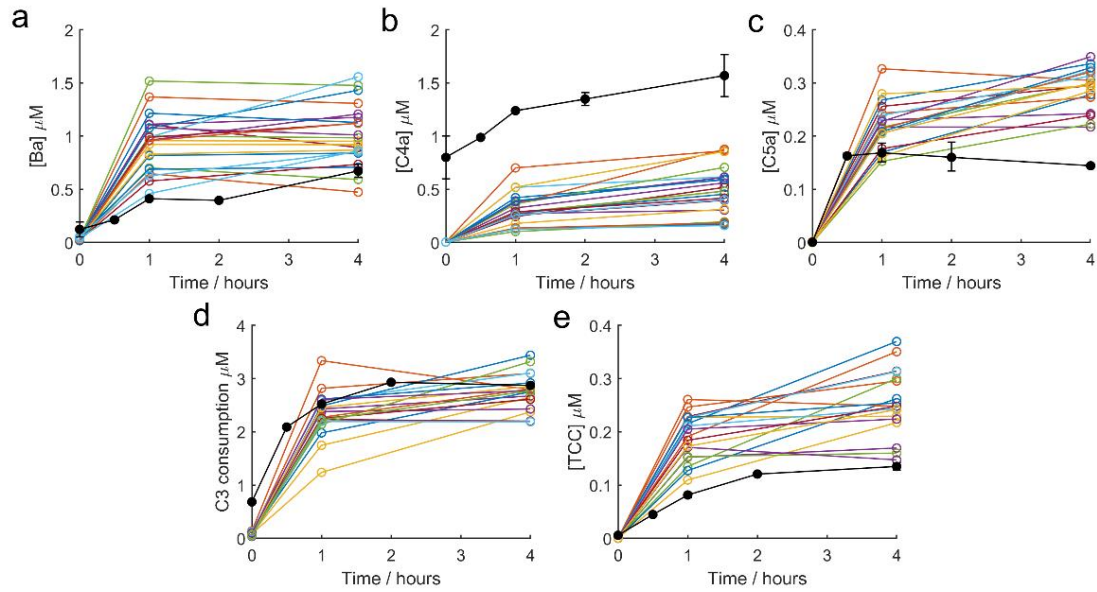 a
b
c
2
1.5
1
0.5
0
[Ba] µM
0 1 2 3 4
Time / hours
2
1.5
1
0.5
0
[C4a] µM
0 1 2 3 4
Time / hours
0.4
0.3
0.2
0.1
0
[C5a] µM
0 1 2 3 4
Time / hours
d
e
4
3
2
1
0
C3 consumption µM
0 1 2 3 4
Time / hours
0.4
0.3
0.2
0.1
0
[TCC] µM
0 1 2 3 4
Time / hours